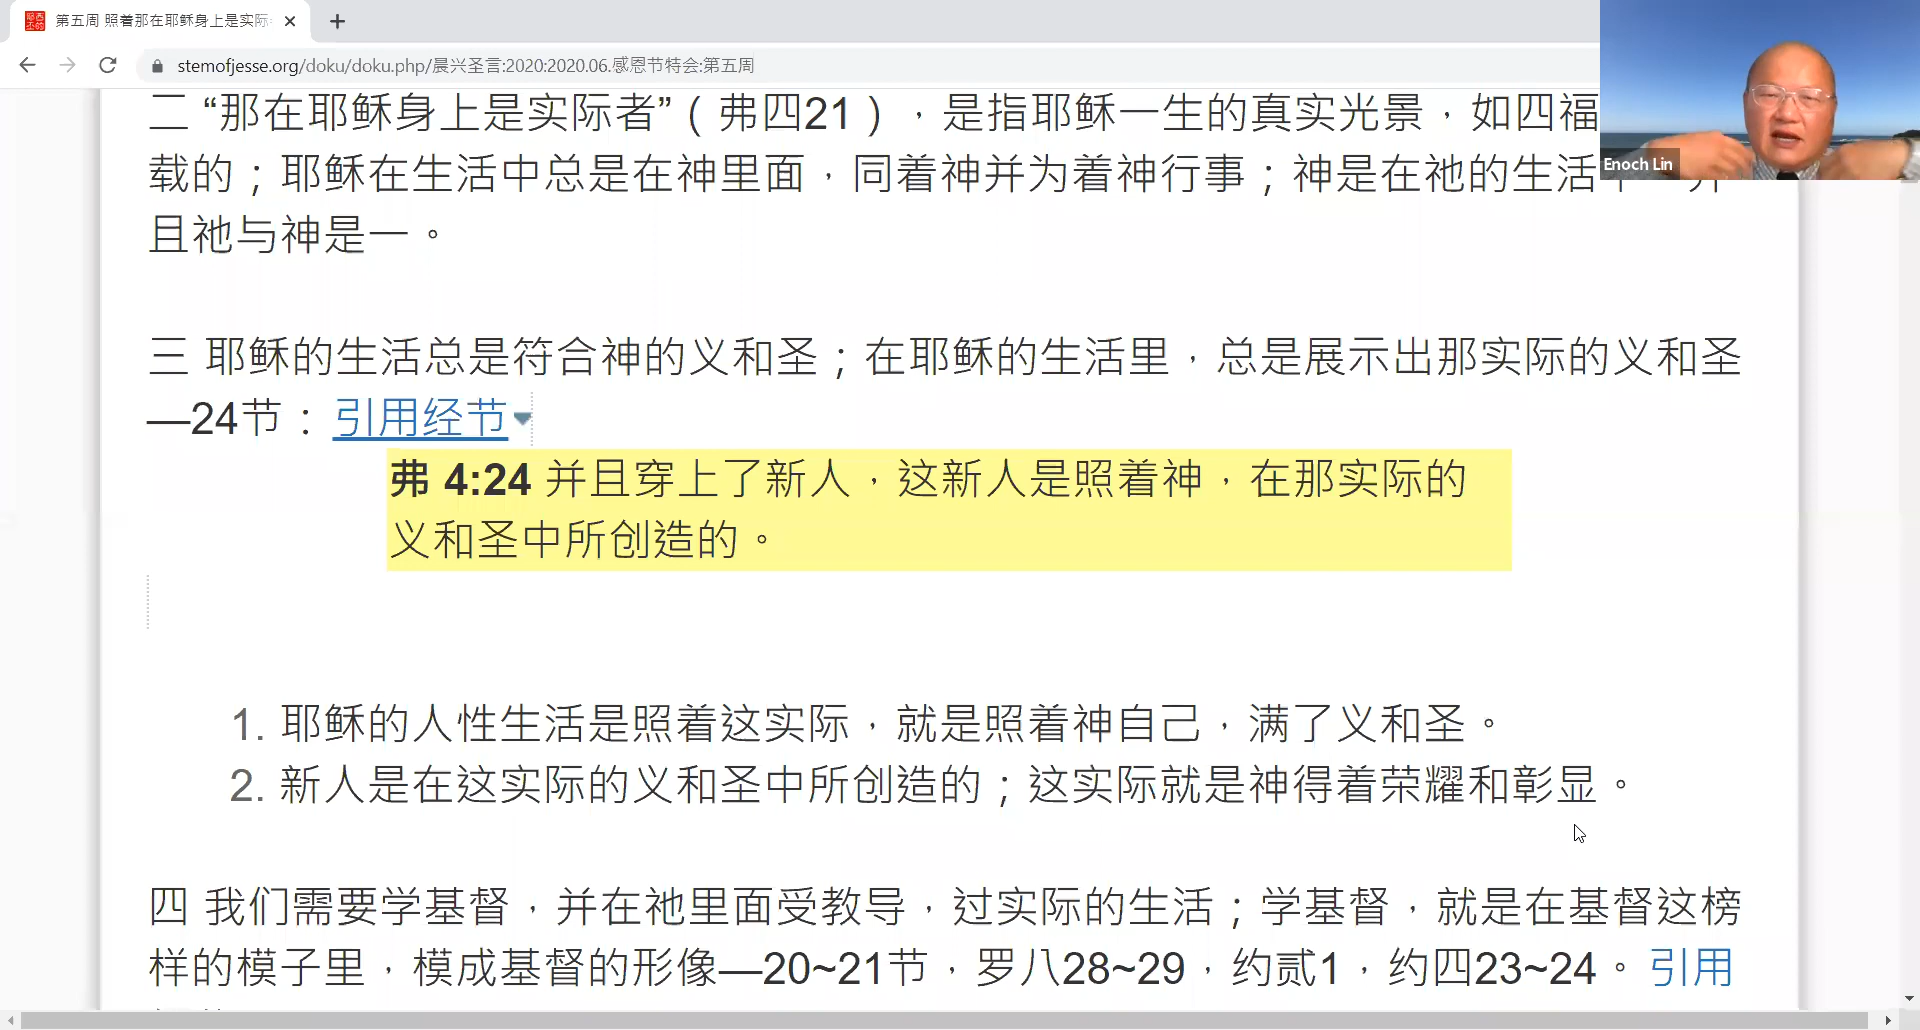 第五周 照着那在耶稣身上是实际
stemofjesse.org/doku/doku.php/晨兴圣言:2020:2020.06.感恩节特会:第五周
Enoch Lin
二 “那在耶稣身上是实际者”（弗四21），是指耶稣一生的真实光景，如四福
载的；耶稣在生活中总是在神里面，同着神并为着神行事；神是在祂的生活
且祂与神是一。
三 耶稣的生活总是符合神的义和圣；在耶稣的生活里，总是展示出那实际的义和圣
—24节：引用经节
弗 4:24 并且穿上了新人，这新人是照着神，在那实际的
义和圣中所创造的。
1. 耶稣的人性生活是照着这实际，就是照着神自己，满了义和圣。
2. 新人是在这实际的义和圣中所创造的；这实际就是神得着荣耀和彰显。
四 我们需要学基督，并在祂里面受教导，过实际的生活；学基督，就是在基督这榜
样的模子里，模成基督的形像—20~21节，罗八28~29，约贰1，约四23~24。引用